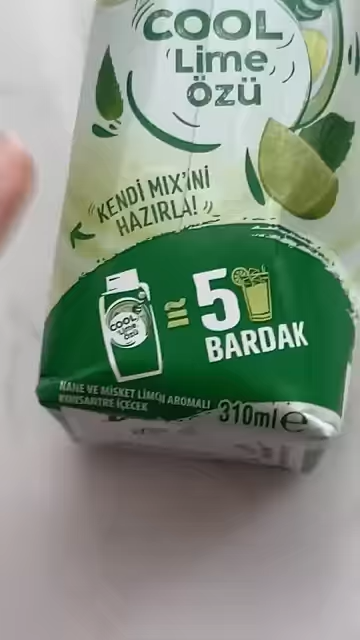 COOL
Lime
özü
"KENDİ MIX'İNİ
HAZIRLA!"
COOL
Lime
özü
≅ 5
BARDAK
NANE VE MİSKET LİMONU AROMALI
KONSANTRE İÇECEK
310ml e